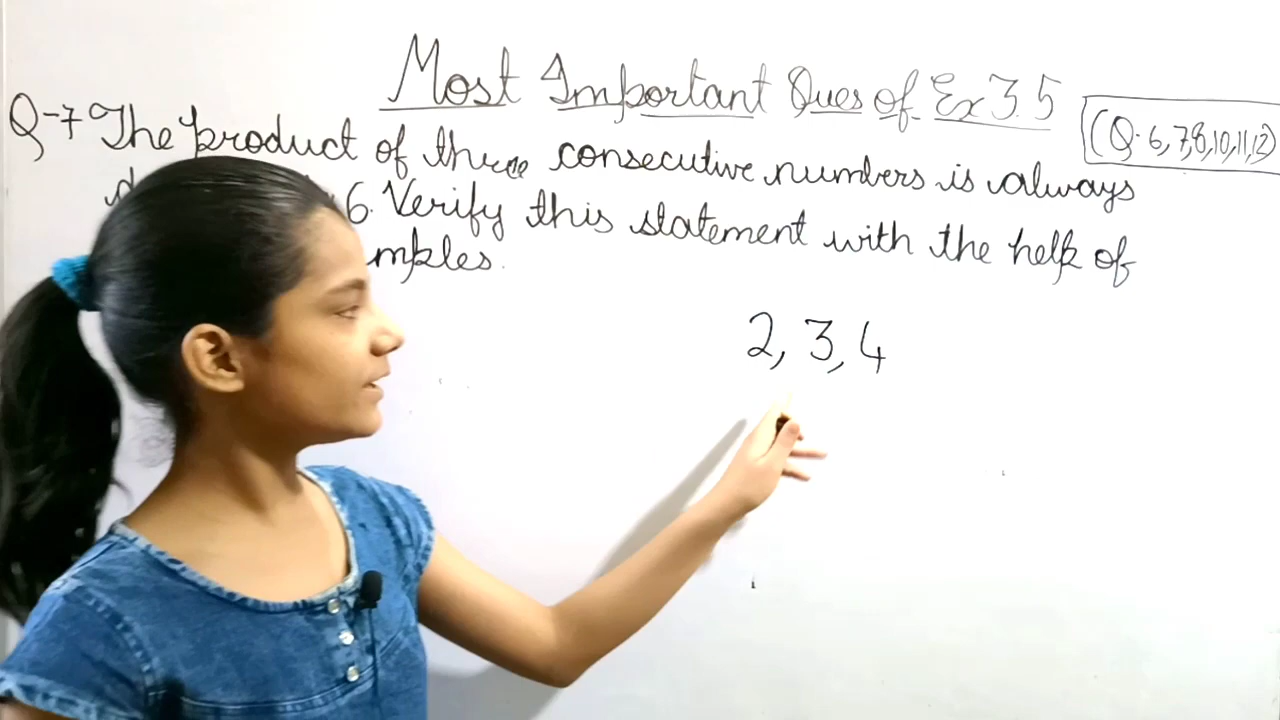 Most Important Ques of Ex 3.5
(Q. 6,7,8,10,11,12)
Q-7 The product of three consecutive numbers is always
6. Verify this statement with the help of
mples.
2, 3, 4